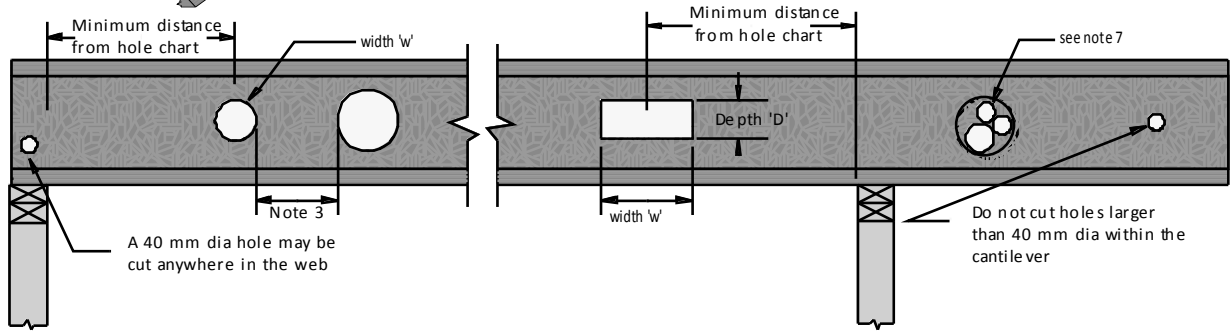 Minimum distance
from hole chart
width 'w'
Minimum distance
from hole chart
see note 7
Depth 'D'
Note 3
width 'w'
A 40 mm dia hole may be
cut anywhere in the web
Do not cut holes larger
than 40 mm dia within the
cantilever